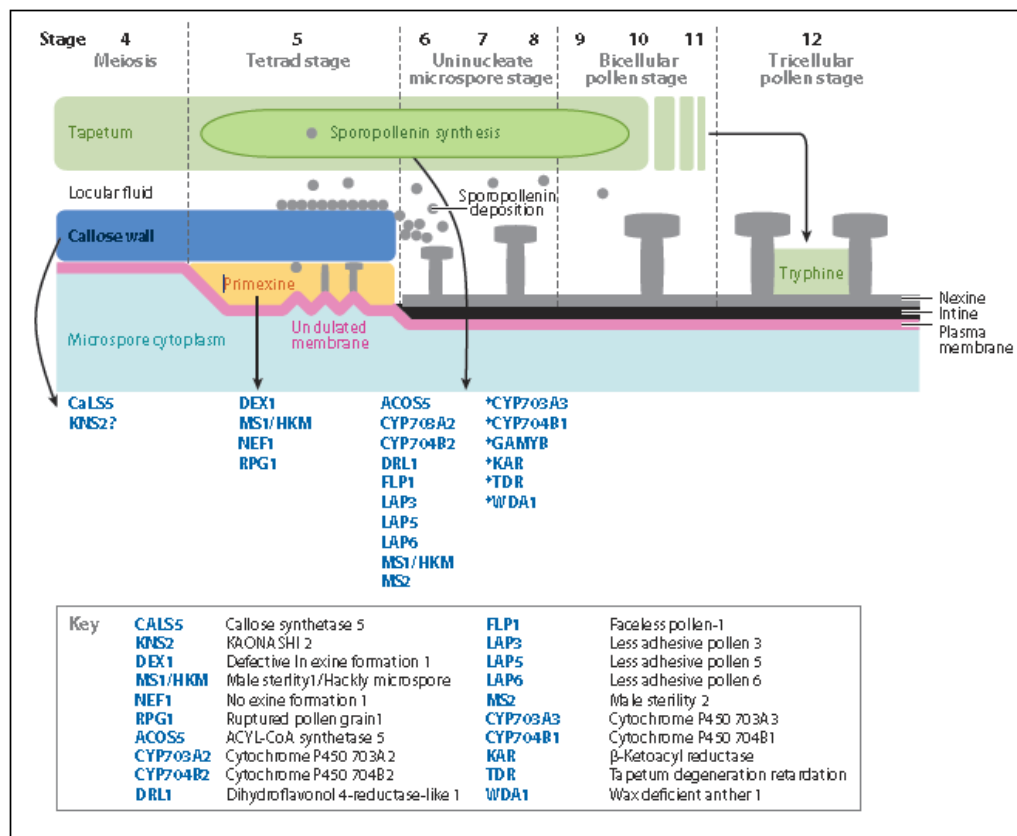 Stage 4 5 6 7 8 9 10 11 12
Meiosis Tetrad stage Uninucleate microspore stage Bicellular pollen stage Tricellular pollen stage
Tapetum
Sporopollenin synthesis
Locular fluid
Sporopollenin
deposition
Callose wall
Primexine
Tryphine
Undulated
membrane
Nexine
Intine
Plasma
membrane
Microspore cytoplasm
CaLS5 DEX1 ACOS5 *CYP703A3
KNS2? MS1/HKM CYP703A2 *CYP704B1
NEF1 CYP704B2 *GAMYB
RPG1 DRL1 *KAR
FLP1 *TDR
LAP3 *WDA1
LAP5
LAP6
MS1/HKM
MS2
Key CALS5 Callose synthetase 5 FLP1 Faceless pollen-1
KNS2 KAONASHI 2 LAP3 Less adhesive pollen 3
DEX1 Defective In exine formation 1 LAP5 Less adhesive pollen 5
MS1/HKM Male sterlity1/Hackly microspore LAP6 Less adhesive pollen 6
NEF1 No exine formation 1 MS2 Male sterility 2
RPG1 Ruptured pollen grain1 CYP703A3 Cytochrome P450 703A3
ACOS5 ACYL-CoA synthetase 5 CYP704B1 Cytochrome P450 704B1
CYP703A2 Cytochrome P450 703A2 KAR β-Ketoacyl reductase
CYP704B2 Cytochrome P450 704B2 TDR Tapetum degeneration retardation
DRL1 Dihydroflavonol 4-reductase-like 1 WDA1 Wax deficient anther 1